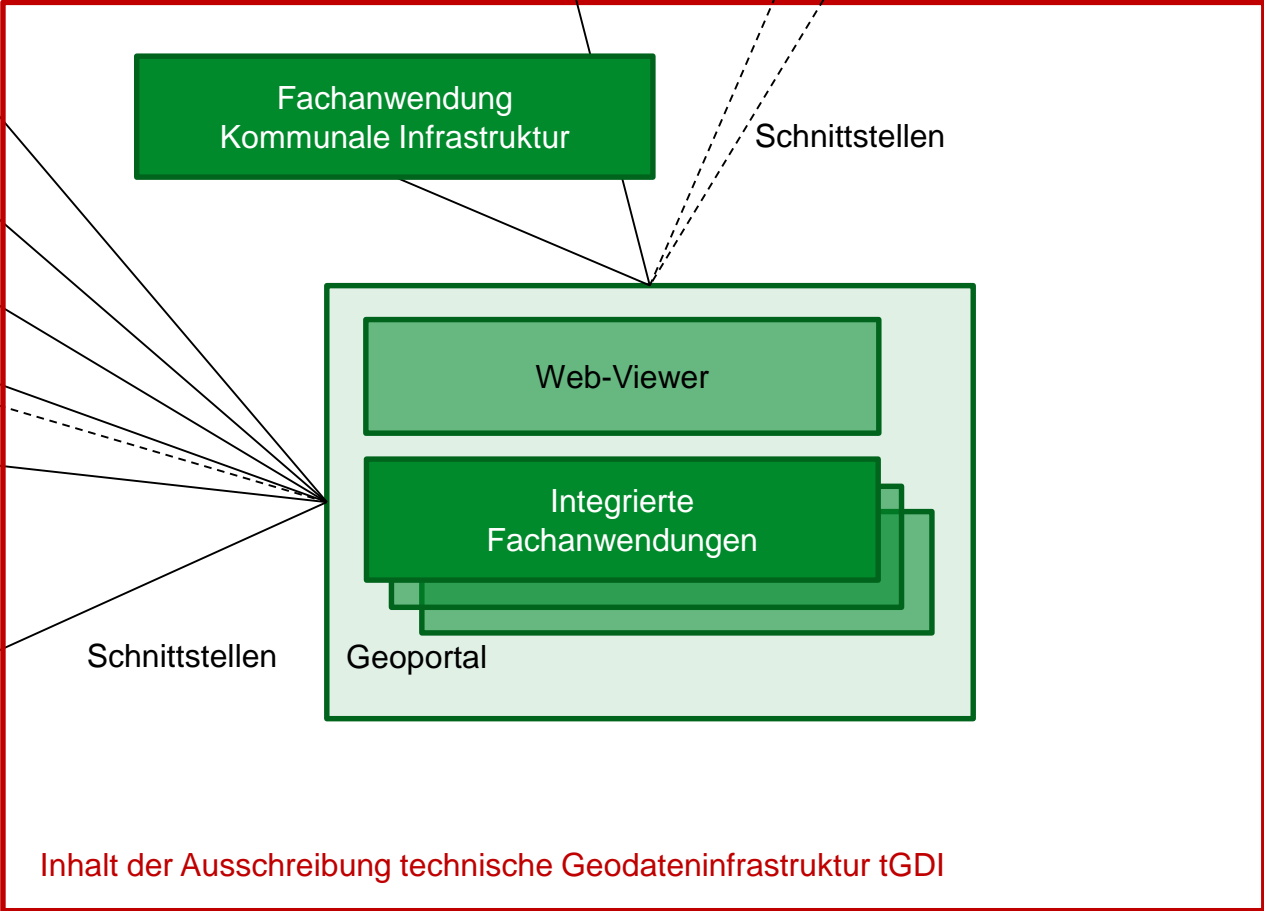 Fachanwendung
Kommunale Infrastruktur
Schnittstellen
Web-Viewer
Integrierte
Fachanwendungen
Schnittstellen
Geoportal
Inhalt der Ausschreibung technische Geodateninfrastruktur tGDI